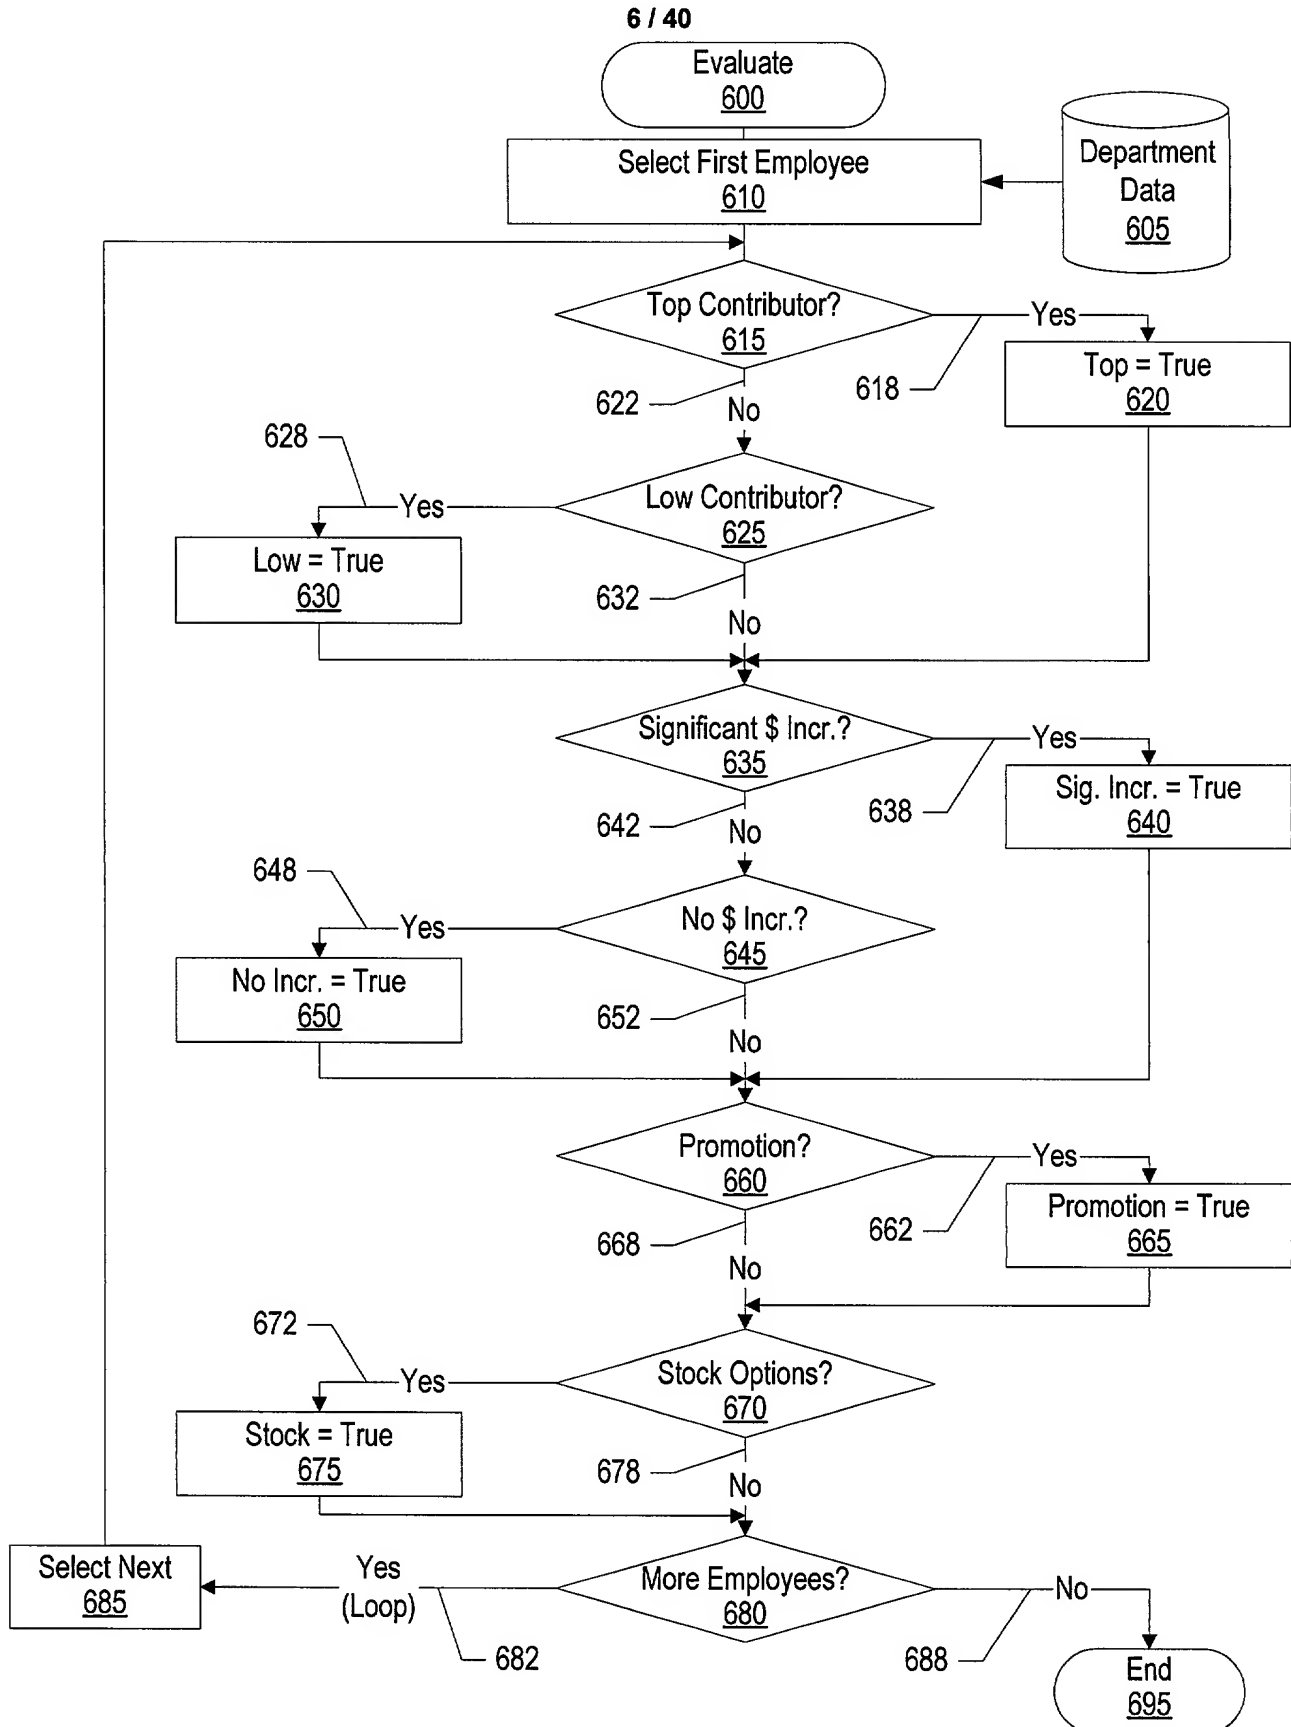 6 / 40
Evaluate
600
Select First Employee
610
Department
Data
605
Top Contributor?
615
Yes
618
Top = True
620
622
No
628
Low Contributor?
625
Yes
Low = True
630
632
No
Significant $ Incr.?
635
Yes
638
Sig. Incr. = True
640
642
No
648
No $ Incr.?
645
Yes
No Incr. = True
650
652
No
Promotion?
660
Yes
662
Promotion = True
665
668
No
672
Stock Options?
670
Yes
Stock = True
675
678
No
More Employees?
680
Yes
(Loop)
682
Select Next
685
No
688
End
695